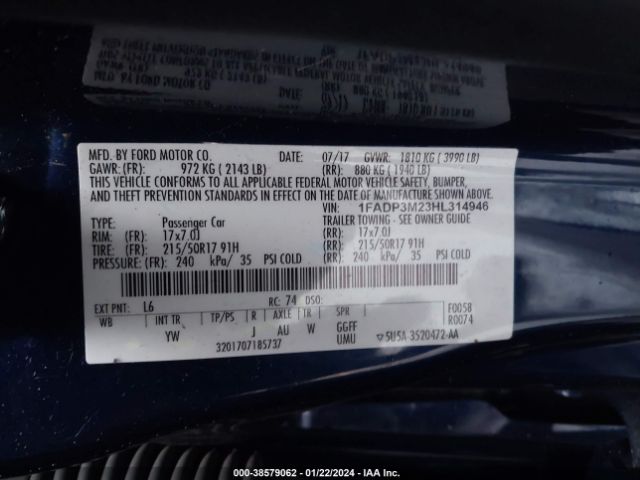 MFD. BY FORD MOTOR CO. DATE: 07/17 GVWR: 1810 KG ( 3990 LB)
GAWR: (FR): 972 KG ( 2143 LB) (RR): 880 KG ( 1940 LB)
THIS VEHICLE CONFORMS TO ALL APPLICABLE FEDERAL MOTOR VEHICLE SAFETY, BUMPER,
AND THEFT PREVENTION STANDARDS IN EFFECT ON THE DATE OF MANUFACTURE SHOWN ABOVE.
VIN: 1FADP3M23HL314946
TYPE: Passenger Car TRAILER TOWING - SEE OWNERS GUIDE
RIM: (FR): 17x7.0J (RR): 17x7.0J
TIRE: (FR): 215/50R17 91H (RR): 215/50R17 91H
PRESSURE: (FR): 240 kPa/ 35 PSI COLD (RR): 240 kPa/ 35 PSI COLD
EXT PNT: L6 RC: 74 DSO: F0058
WB INT TR TP/PS R AXLE TR SPR R0074
YW J AU W GGFF
3201707185737 UMU 5U5A-3520472-AA
000-38579062 - 01/22/2024 - IAA Inc.